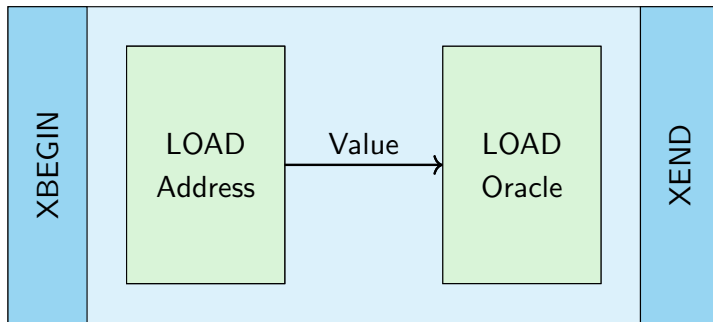 XBEGIN
LOAD
Address
Value
LOAD
Oracle
XEND